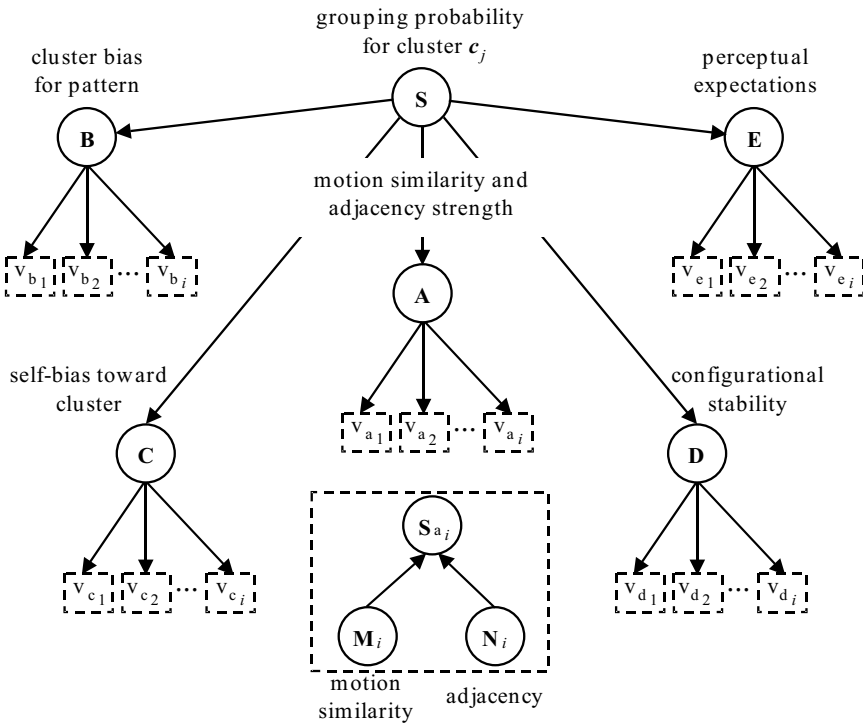 grouping probability
for cluster c_j
cluster bias
for pattern
perceptual
expectations
S
B
E
motion similarity and
adjacency strength
v_b1 v_b2 ... v_bi
v_e1 v_e2 ... v_ei
A
self-bias toward
cluster
configurational
stability
v_a1 v_a2 ... v_ai
C
D
S_ai
v_c1 v_c2 ... v_ci
v_d1 v_d2 ... v_di
M_i
N_i
motion
similarity
adjacency